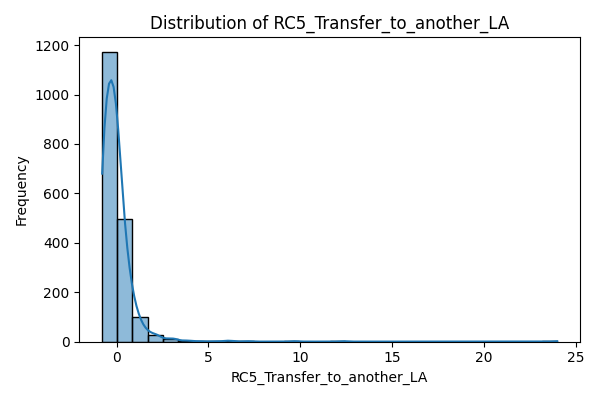 Distribution of RC5_Transfer_to_another_LA
1200
1000
800
600
400
200
0
Frequency
0 5 10 15 20 25
RC5_Transfer_to_another_LA